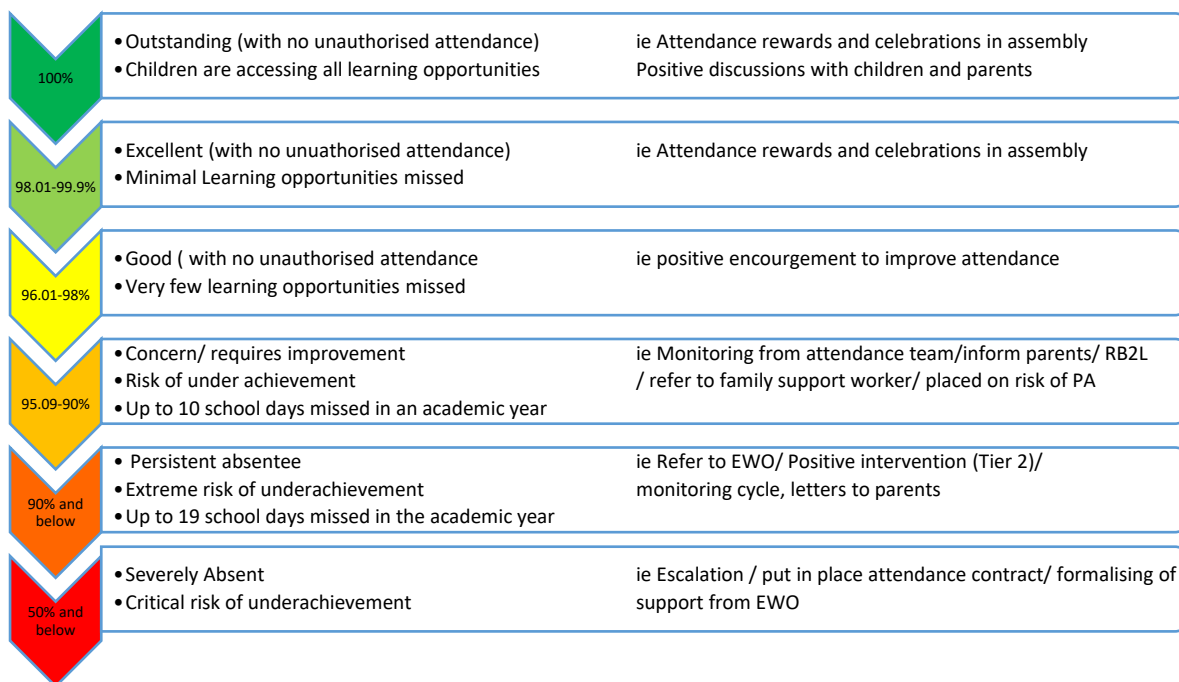 • Outstanding (with no unauthorised attendance) ie Attendance rewards and celebrations in assembly
• Children are accessing all learning opportunities Positive discussions with children and parents
100%
• Excellent (with no unuathorised attendance) ie Attendance rewards and celebrations in assembly
• Minimal Learning opportunities missed
98.01-99.9%
• Good ( with no unauthorised attendance ie positive encourgement to improve attendance
• Very few learning opportunities missed
96.01-98%
• Concern/ requires improvement ie Monitoring from attendance team/inform parents/ RB2L
• Risk of under achievement / refer to family support worker/ placed on risk of PA
95.09-90%
• Up to 10 school days missed in an academic year
• Persistent absentee ie Refer to EWO/ Positive intervention (Tier 2)/
• Extreme risk of underachievement monitoring cycle, letters to parents
90% and
below
• Up to 19 school days missed in the academic year
• Severely Absent ie Escalation / put in place attendance contract/ formalising of
• Critical risk of underachievement support from EWO
50% and
below